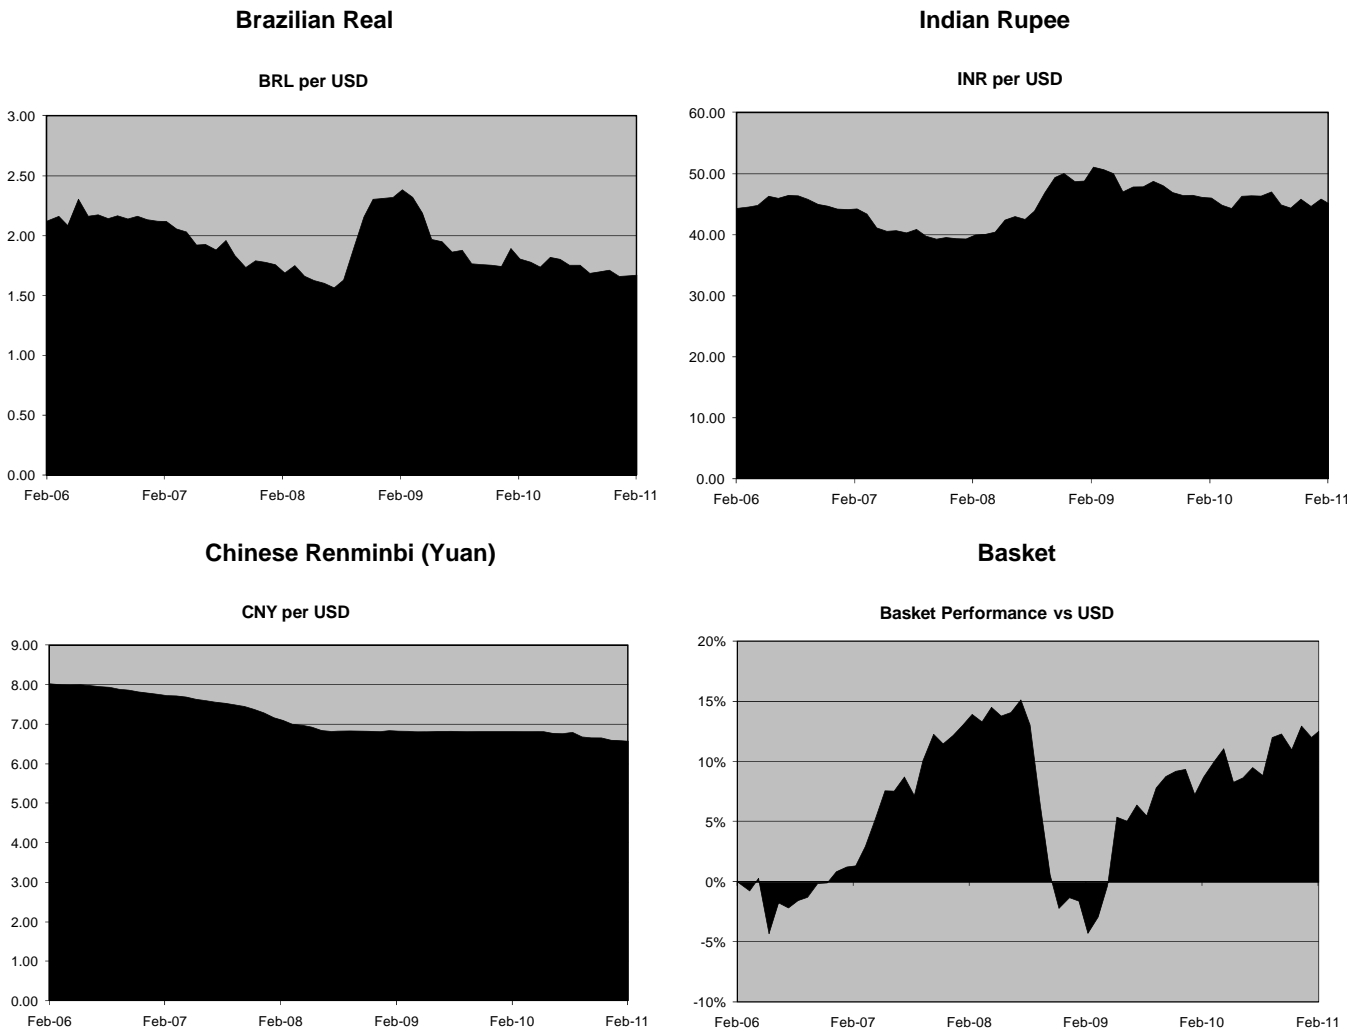 Brazilian Real
BRL per USD
3.00
2.50
2.00
1.50
1.00
0.50
0.00
Feb-06 Feb-07 Feb-08 Feb-09 Feb-10 Feb-11
Indian Rupee
INR per USD
60.00
50.00
40.00
30.00
20.00
10.00
0.00
Feb-06 Feb-07 Feb-08 Feb-09 Feb-10 Feb-11
Chinese Renminbi (Yuan)
CNY per USD
9.00
8.00
7.00
6.00
5.00
4.00
3.00
2.00
1.00
0.00
Feb-06 Feb-07 Feb-08 Feb-09 Feb-10 Feb-11
Basket
Basket Performance vs USD
20%
15%
10%
5%
0%
-5%
-10%
Feb-06 Feb-07 Feb-08 Feb-09 Feb-10 Feb-11